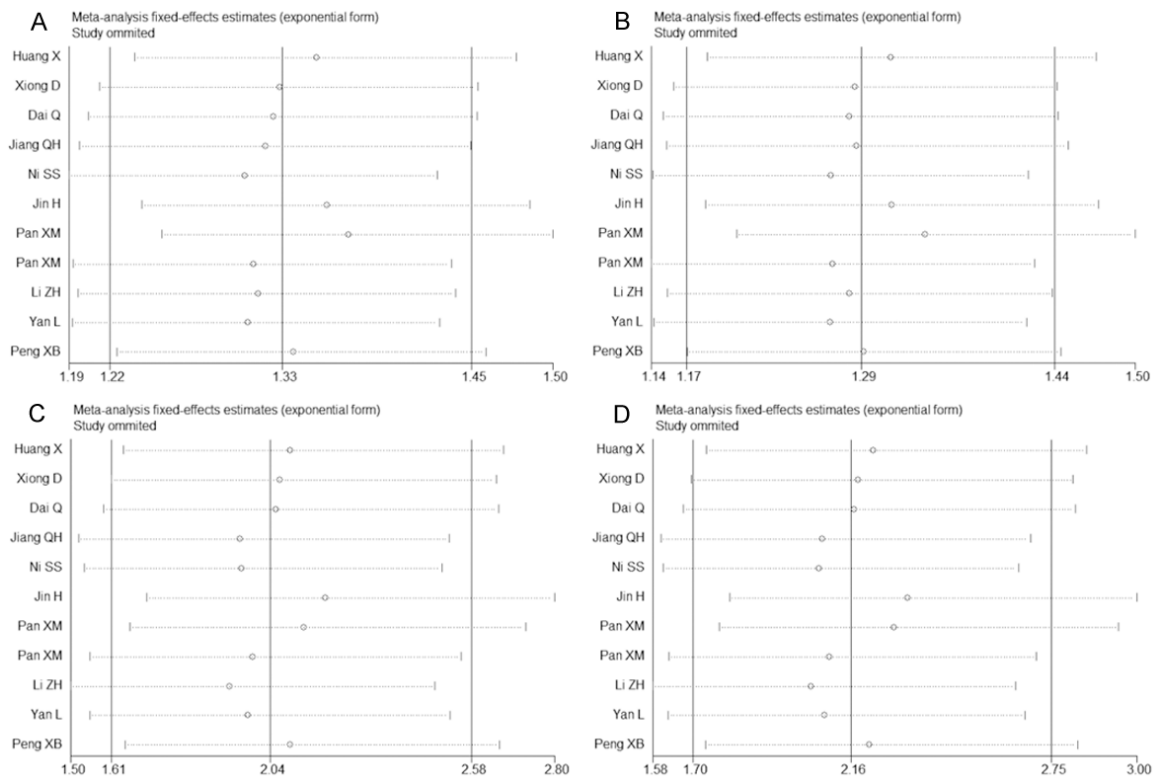 A
Meta-analysis fixed-effects estimates (exponential form)
Study ommited
Huang X
Xiong D
Dai Q
Jiang QH
Ni SS
Jin H
Pan XM
Pan XM
Li ZH
Yan L
Peng XB
1.19 1.22 1.33 1.45 1.50
B
Meta-analysis fixed-effects estimates (exponential form)
Study ommited
Huang X
Xiong D
Dai Q
Jiang QH
Ni SS
Jin H
Pan XM
Pan XM
Li ZH
Yan L
Peng XB
1.14 1.17 1.29 1.44 1.50
C
Meta-analysis fixed-effects estimates (exponential form)
Study ommited
Huang X
Xiong D
Dai Q
Jiang QH
Ni SS
Jin H
Pan XM
Pan XM
Li ZH
Yan L
Peng XB
1.50 1.61 2.04 2.58 2.80
D
Meta-analysis fixed-effects estimates (exponential form)
Study ommited
Huang X
Xiong D
Dai Q
Jiang QH
Ni SS
Jin H
Pan XM
Pan XM
Li ZH
Yan L
Peng XB
1.58 1.70 2.16 2.75 3.00